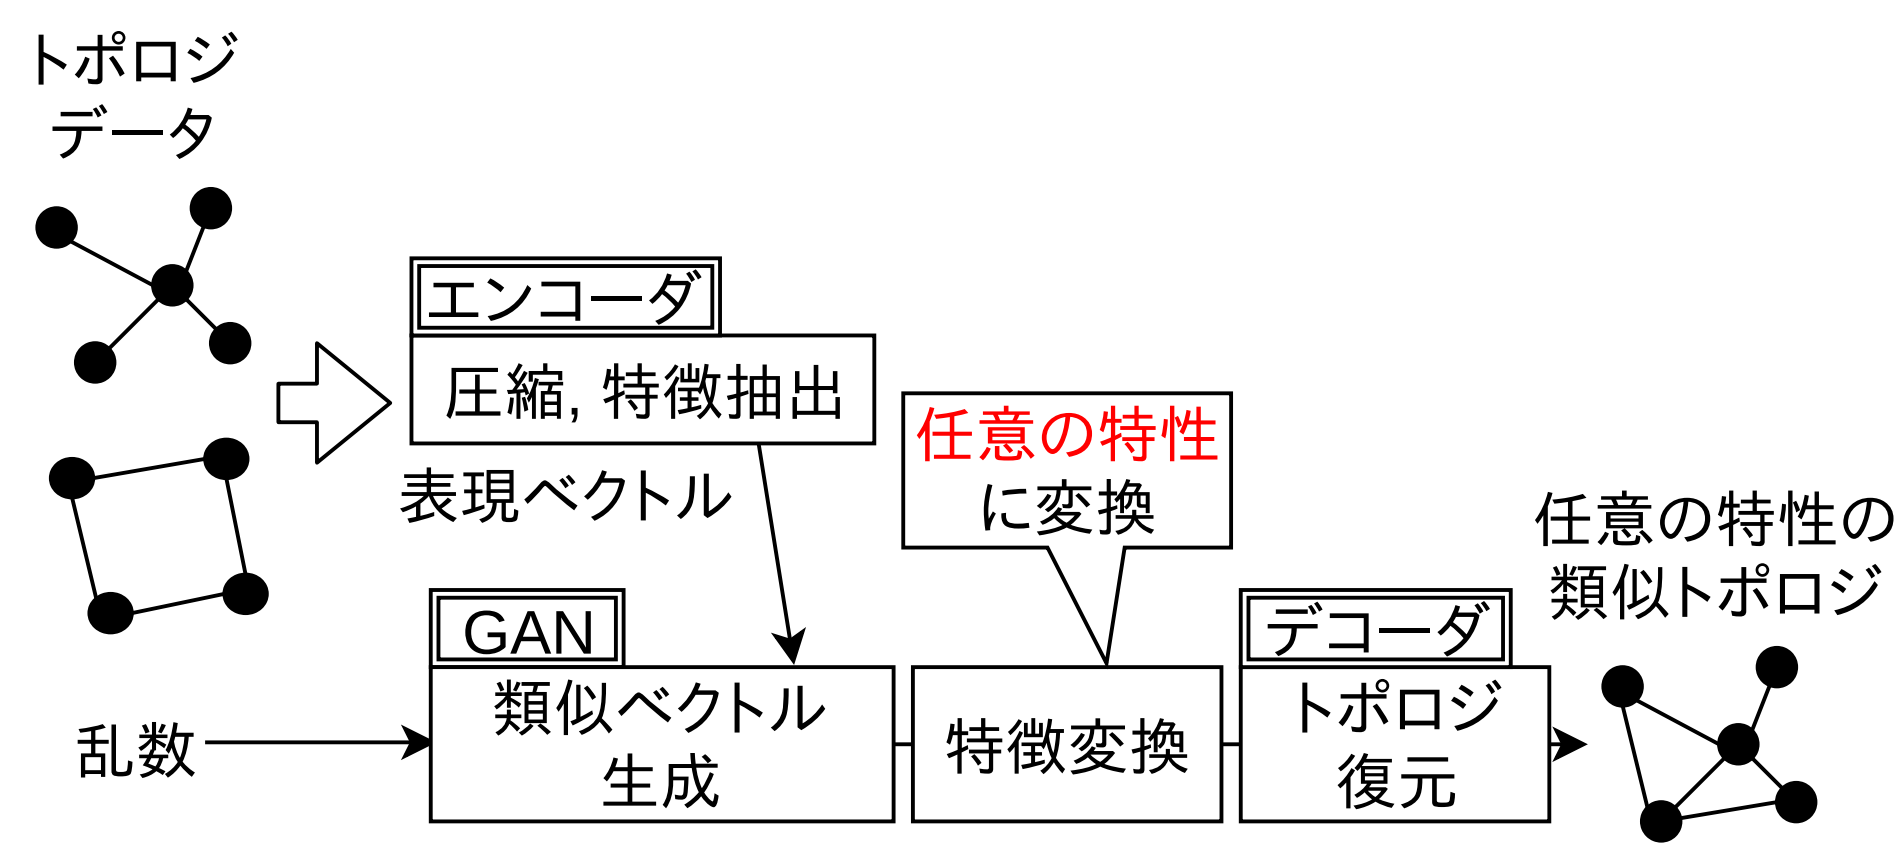 トポロジ
データ
エンコーダ
圧縮, 特徴抽出
表現ベクトル
任意の特性
に変換
任意の特性の
類似トポロジ
GAN
類似ベクトル
生成
乱数
特徴変換
デコーダ
トポロジ
復元